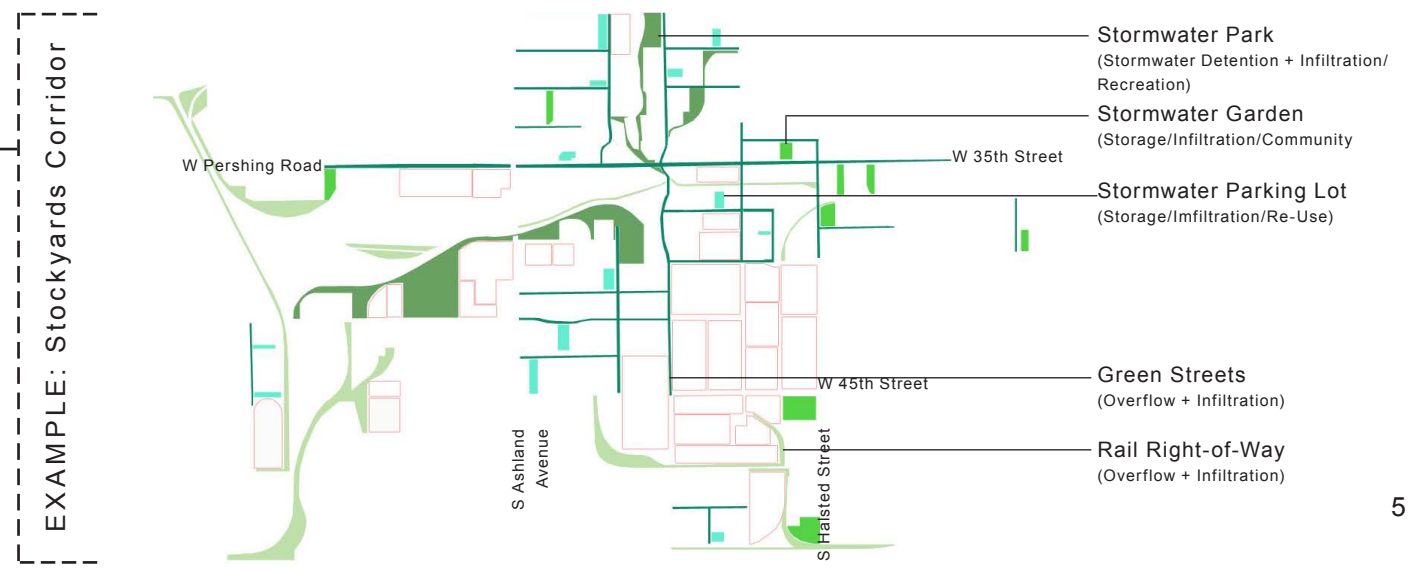 EXAMPLE: Stockyards Corridor
W Pershing Road
W 35th Street
W 45th Street
S Ashland
Avenue
S Halsted Street
Stormwater Park
(Stormwater Detention + Infiltration/
Recreation)
Stormwater Garden
(Storage/Infiltration/Community
Stormwater Parking Lot
(Storage/Imfiltration/Re-Use)
Green Streets
(Overflow + Infiltration)
Rail Right-of-Way
(Overflow + Infiltration)
5